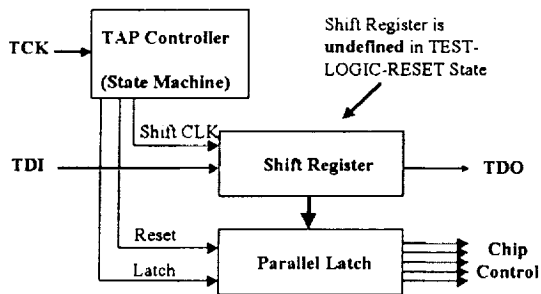 TCK
TAP Controller
(State Machine)
Shift Register is
undefined in TEST-
LOGIC-RESET State
Shift CLK
TDI
Shift Register
TDO
Reset
Latch
Parallel Latch
Chip
Control